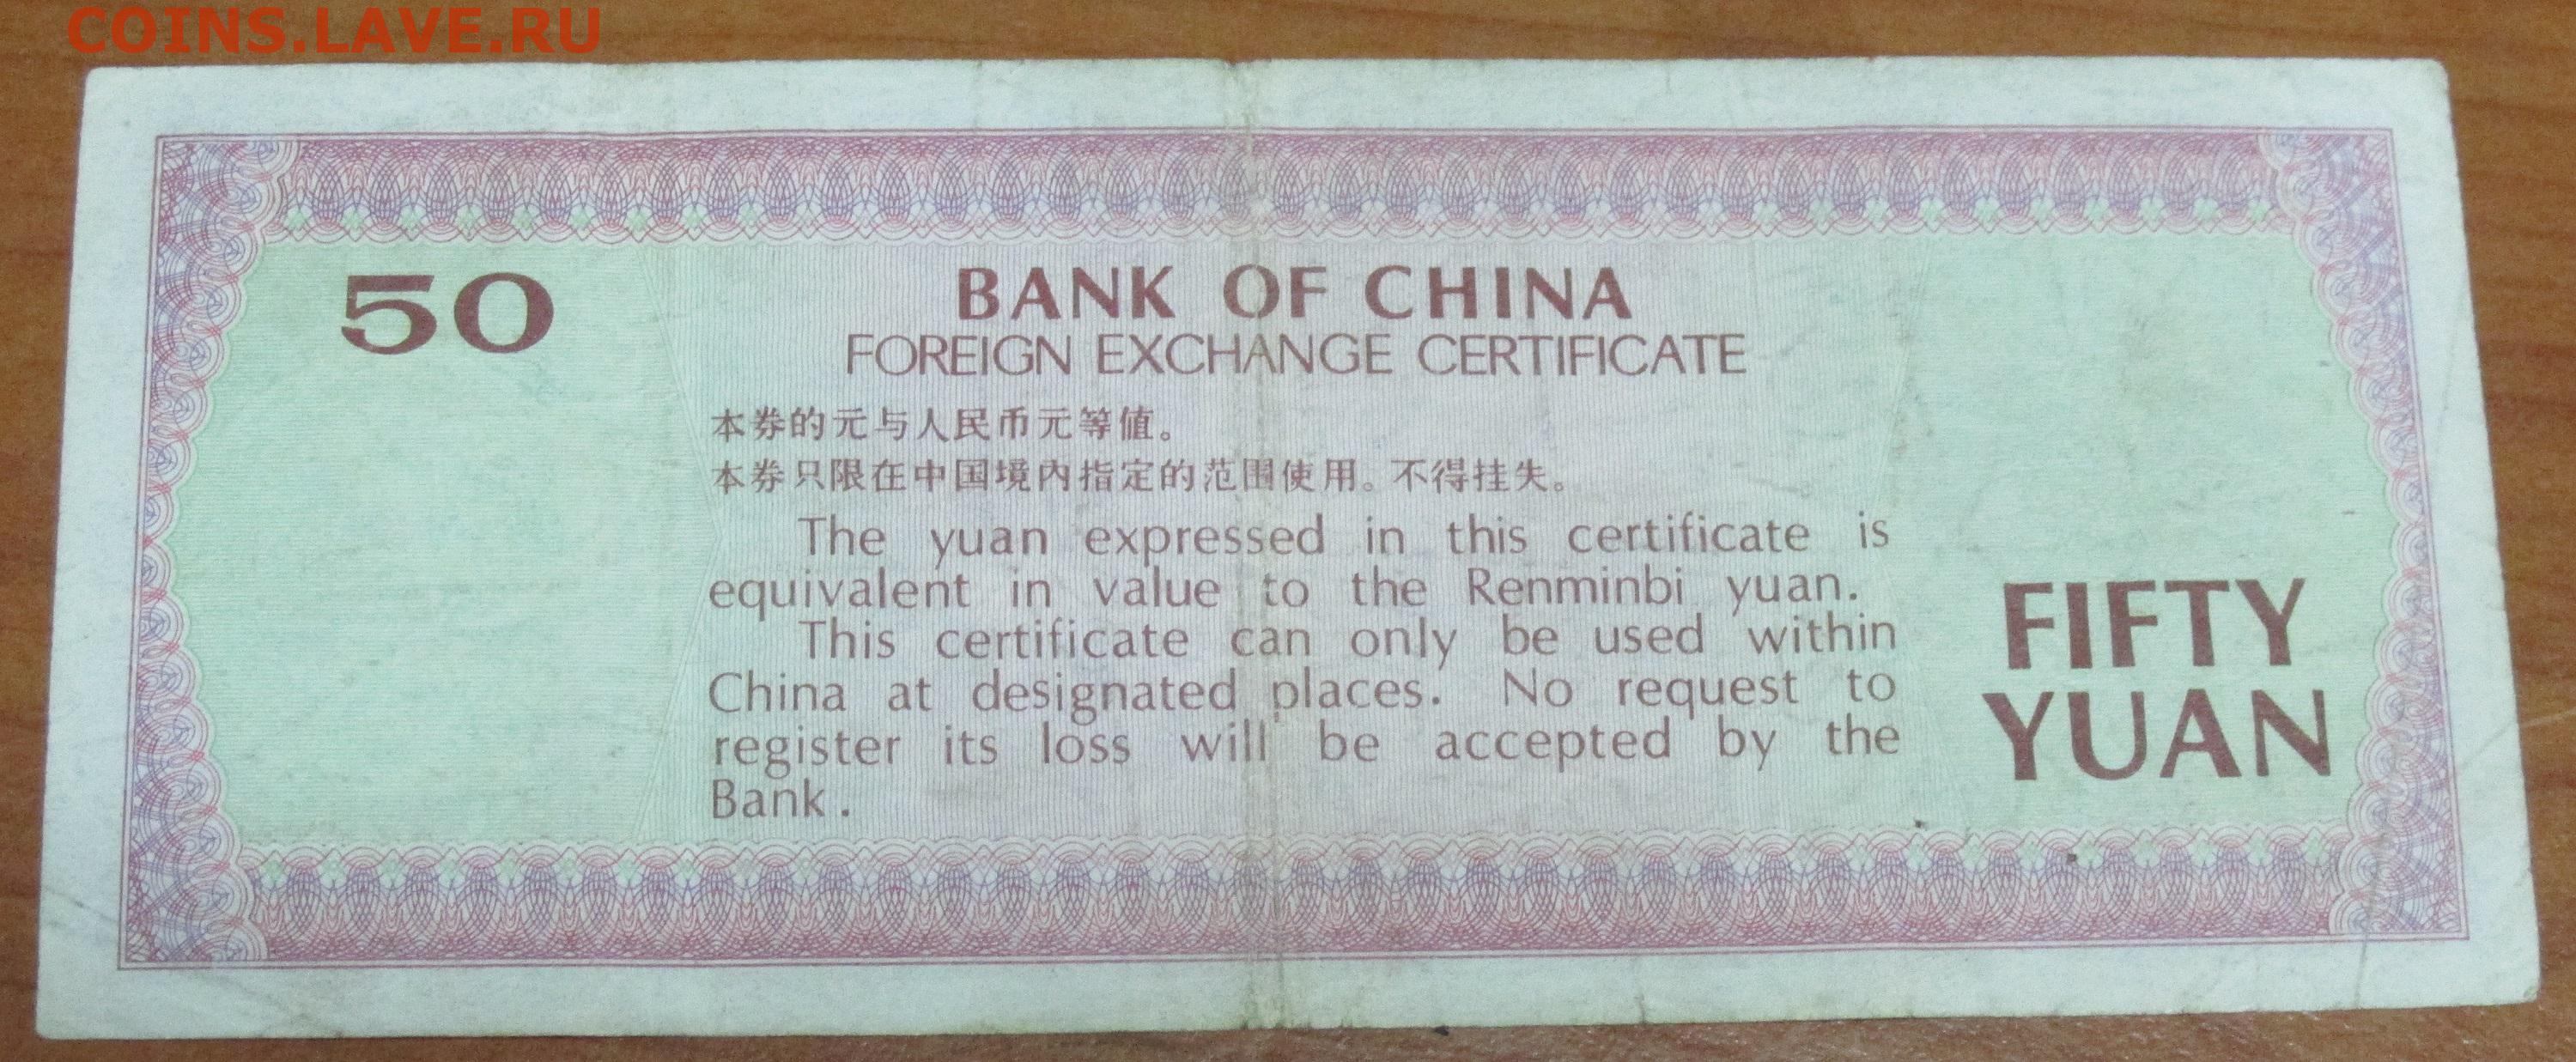 COINS.LAVE.RU
50
BANK OF CHINA
FOREIGN EXCHANGE CERTIFICATE
本券的元与人民币元等值。
本券只限在中国境内指定的范围使用。不得挂失。
The yuan expressed in this certificate is
equivalent in value to the Renminbi yuan.
This certificate can only be used within
China at designated places. No request to
register its loss will be accepted by the
Bank.
FIFTY
YUAN